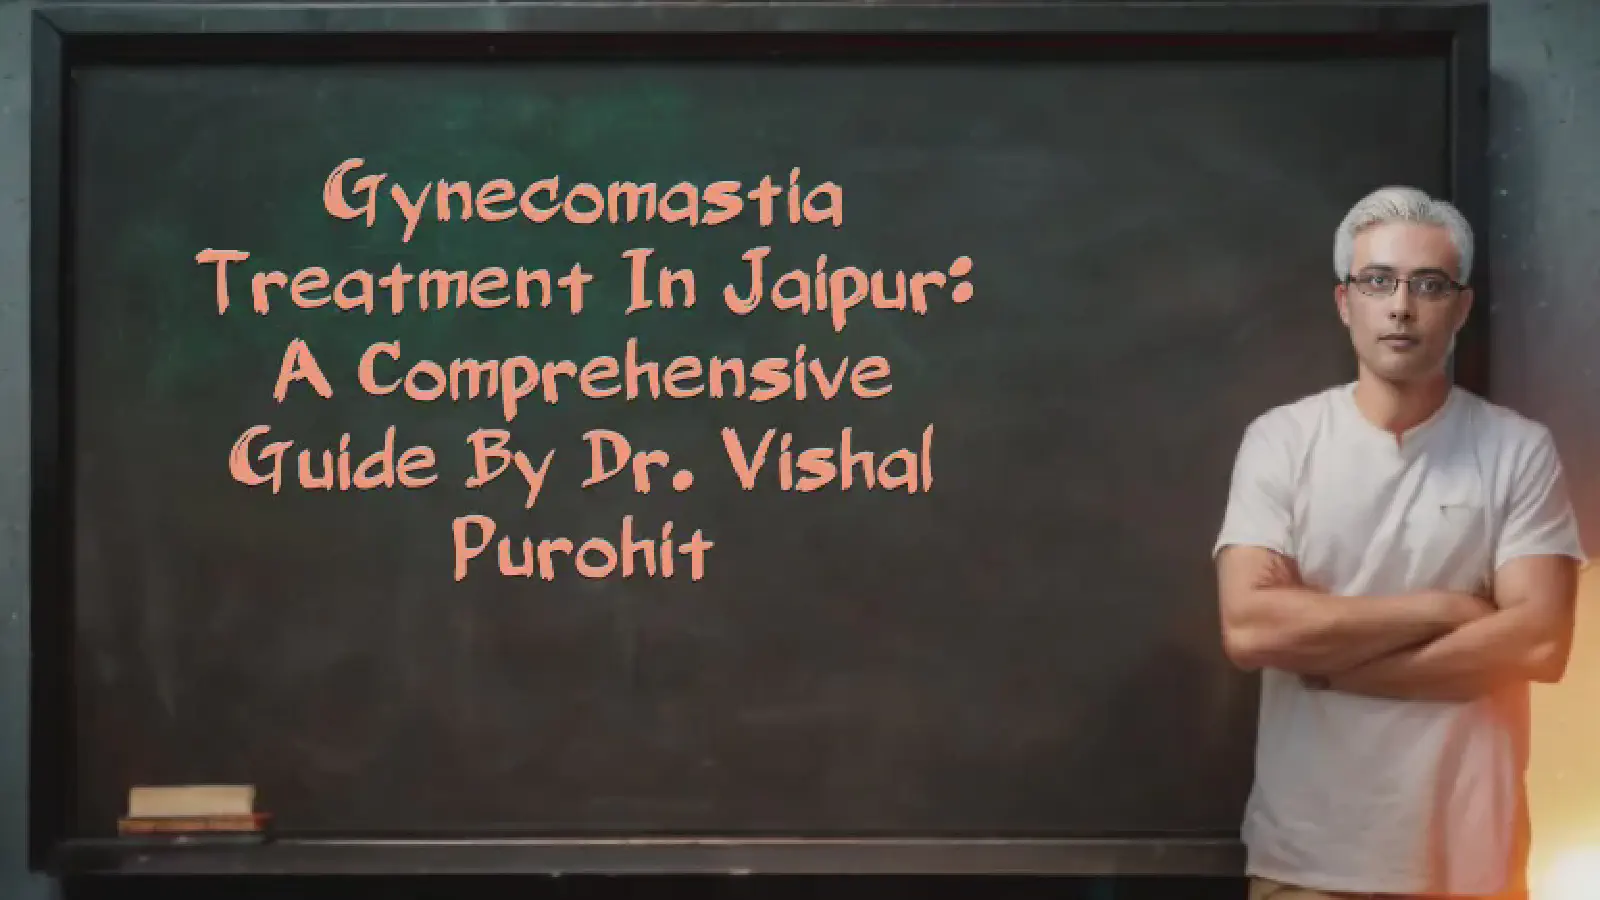 Gynecomastia
Treatment In Jaipur:
A Comprehensive
Guide By Dr. Vishal
Purohit